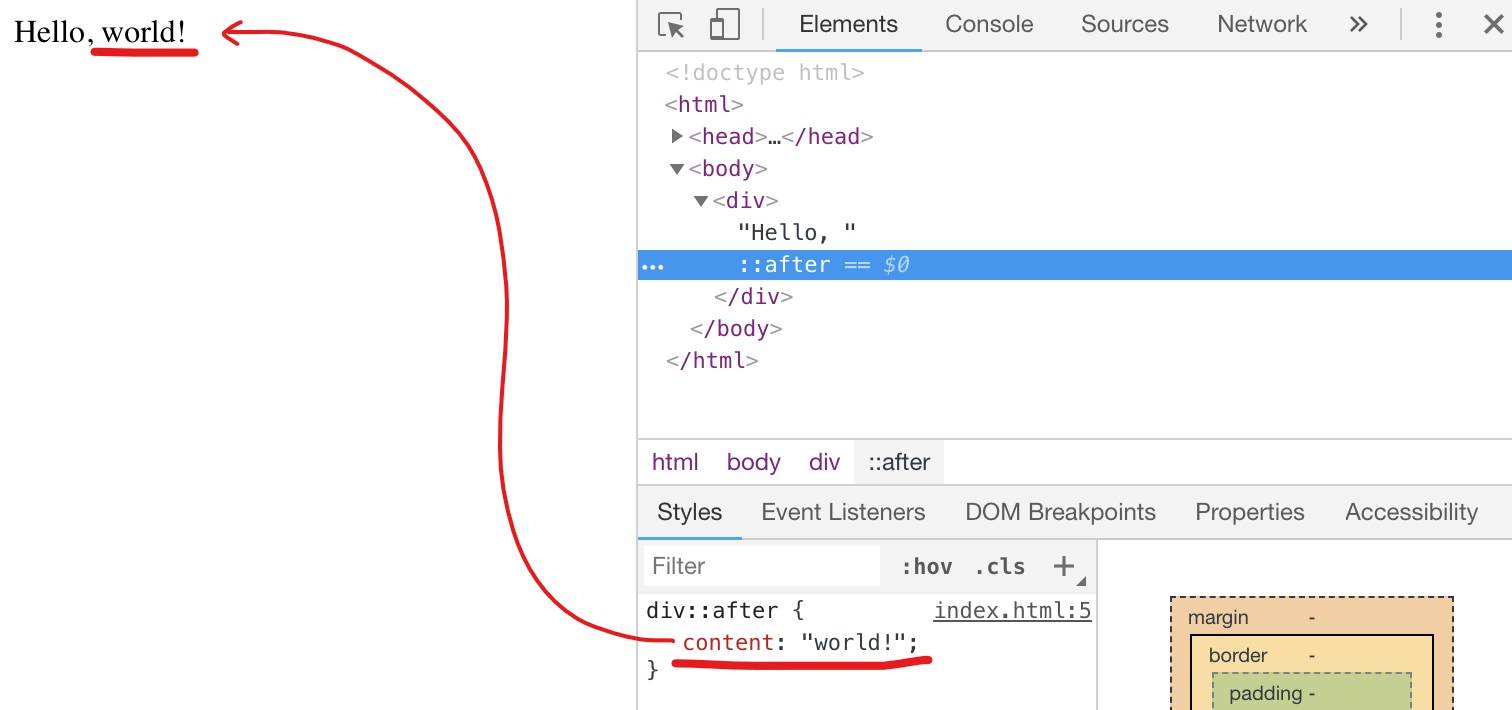 Hello, world!
Elements Console Sources Network »
<!doctype html>
<html>
<head>…</head>
<body>
<div>
"Hello, "
::after == $0
</div>
</body>
</html>
html body div ::after
Styles Event Listeners DOM Breakpoints Properties Accessibility
Filter :hov .cls +
div::after { index.html:5
content: "world!";
}
margin -
border -
padding -